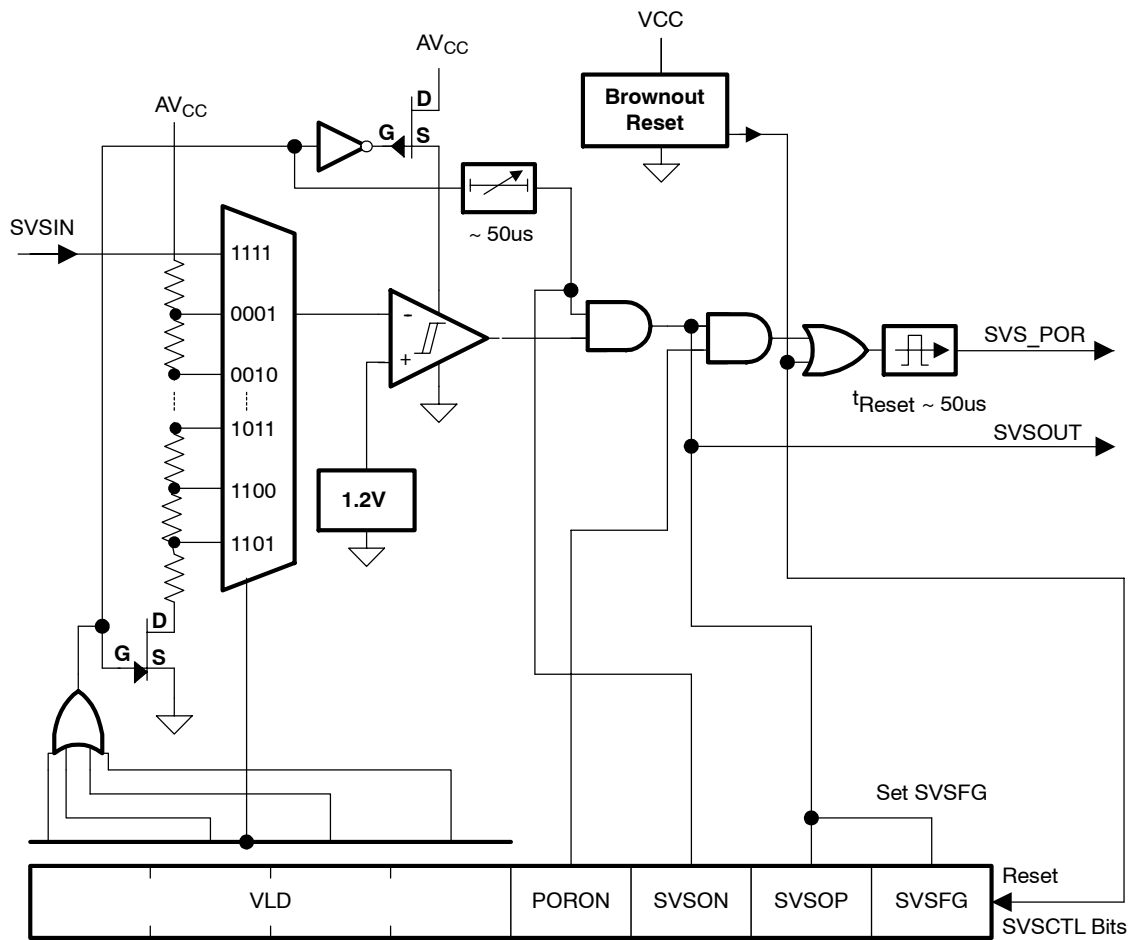 VCC
AVCC
Brownout
Reset
AVCC
D
G
S
SVSIN
~ 50us
1111
0001
-
+
0010
1011
1100
1101
1.2V
SVS_POR
tReset ~ 50us
SVSOUT
D
G
S
Set SVSFG
VLD
PORON
SVSON
SVSOP
SVSFG
Reset
SVSCTL Bits